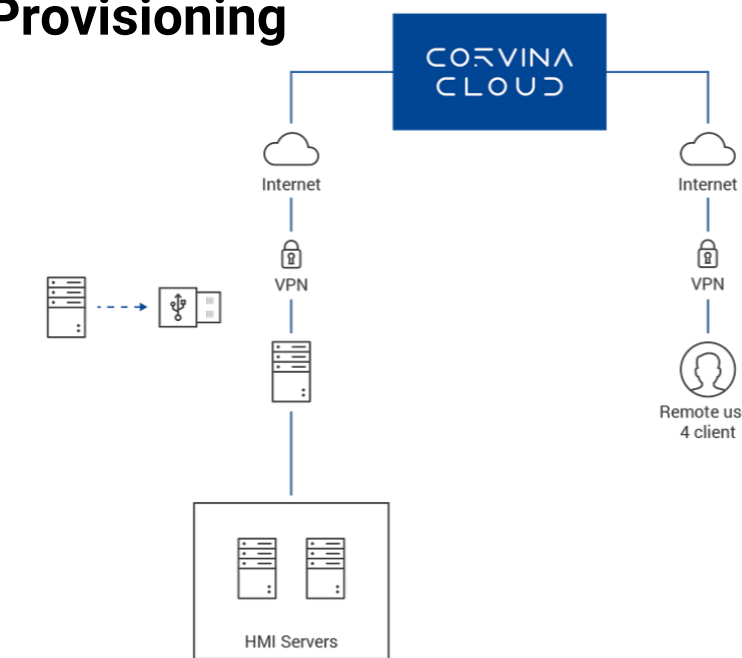 Provisioning
CORVINA
CLOUD
Internet
Internet
VPN
VPN
Remote us
4 client
HMI Servers